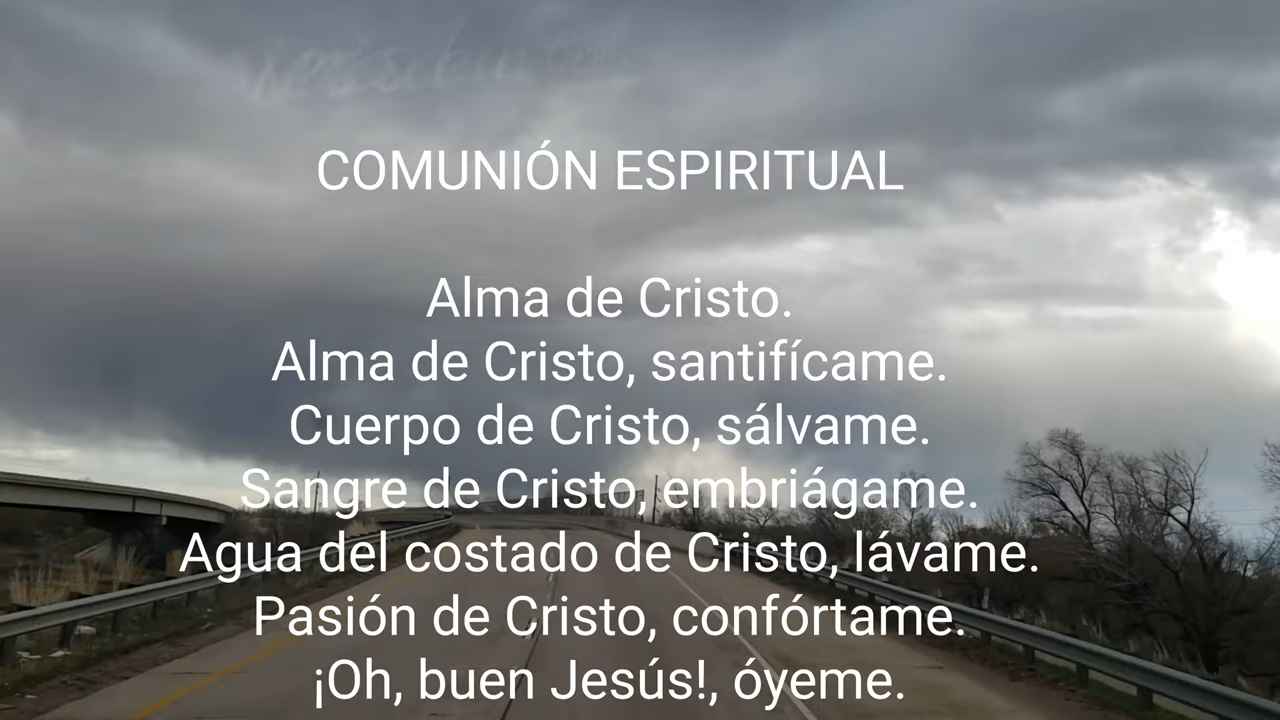 COMUNIÓN ESPIRITUAL
Alma de Cristo.
Alma de Cristo, santifícame.
Cuerpo de Cristo, sálvame.
Sangre de Cristo, embriágame.
Agua del costado de Cristo, lávame.
Pasión de Cristo, confórtame.
¡Oh, buen Jesús!, óyeme.